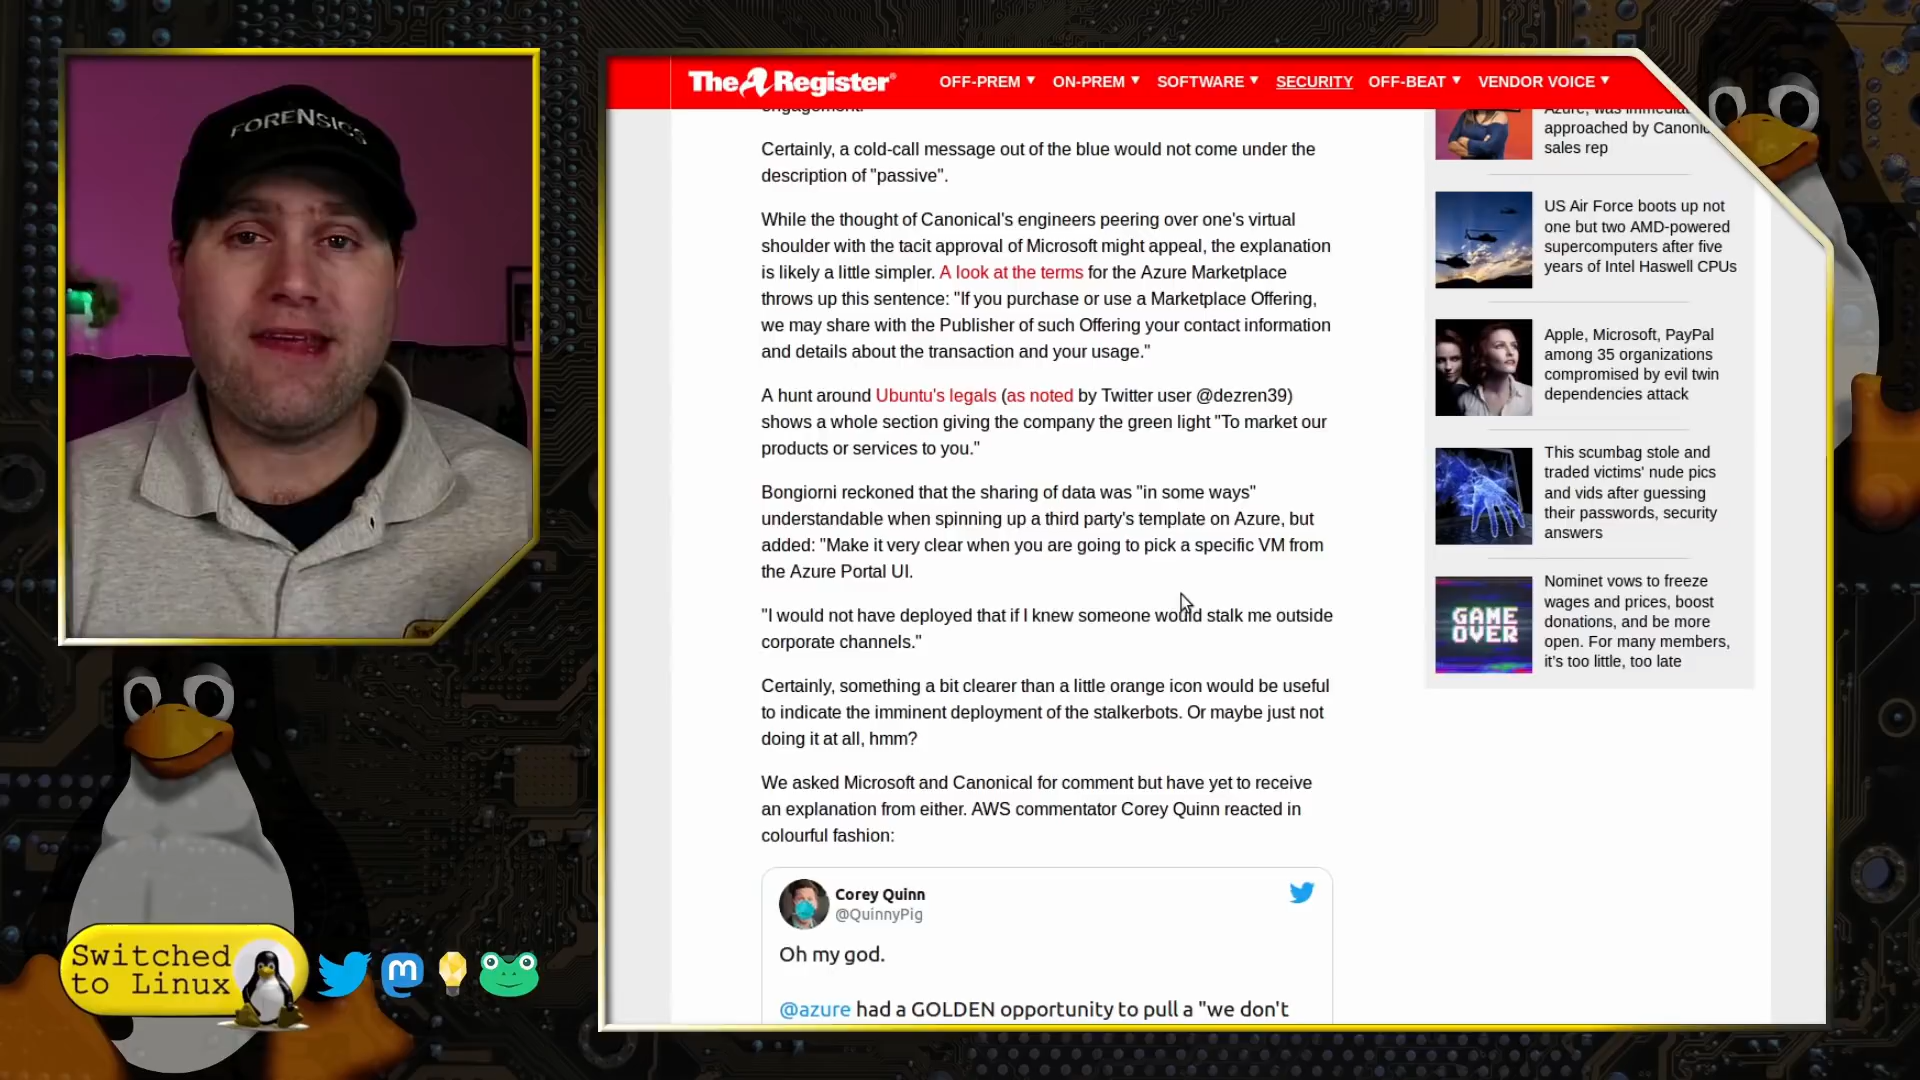 FORENSICS
The Register
OFF-PREM ▼ ON-PREM ▼ SOFTWARE ▼ SECURITY OFF-BEAT ▼ VENDOR VOICE ▼
engagement.
Certainly, a cold-call message out of the blue would not come under the
description of "passive".
While the thought of Canonical's engineers peering over one's virtual
shoulder with the tacit approval of Microsoft might appeal, the explanation
is likely a little simpler. A look at the terms for the Azure Marketplace
throws up this sentence: "If you purchase or use a Marketplace Offering,
we may share with the Publisher of such Offering your contact information
and details about the transaction and your usage."
A hunt around Ubuntu's legals (as noted by Twitter user @dezren39)
shows a whole section giving the company the green light "To market our
products or services to you."
Bongiorni reckoned that the sharing of data was "in some ways"
understandable when spinning up a third party's template on Azure, but
added: "Make it very clear when you are going to pick a specific VM from
the Azure Portal UI.
"I would not have deployed that if I knew someone would stalk me outside
corporate channels."
Certainly, something a bit clearer than a little orange icon would be useful
to indicate the imminent deployment of the stalkerbots. Or maybe just not
doing it at all, hmm?
We asked Microsoft and Canonical for comment but have yet to receive
an explanation from either. AWS commentator Corey Quinn reacted in
colourful fashion:
Corey Quinn
@QuinnyPig
Oh my god.
@azure had a GOLDEN opportunity to pull a "we don't
Azure, was
approached by
sales rep
US Air Force boots up not
one but two AMD-powered
supercomputers after five
years of Intel Haswell CPUs
Apple, Microsoft, PayPal
among 35 organizations
compromised by evil twin
dependencies attack
This scumbag stole and
traded victims' nude pics
and vids after guessing
their passwords, security
answers
GAME
OVER
Nominet vows to freeze
wages and prices, boost
donations, and be more
open. For many members,
it's too little, too late
Switched
to Linux